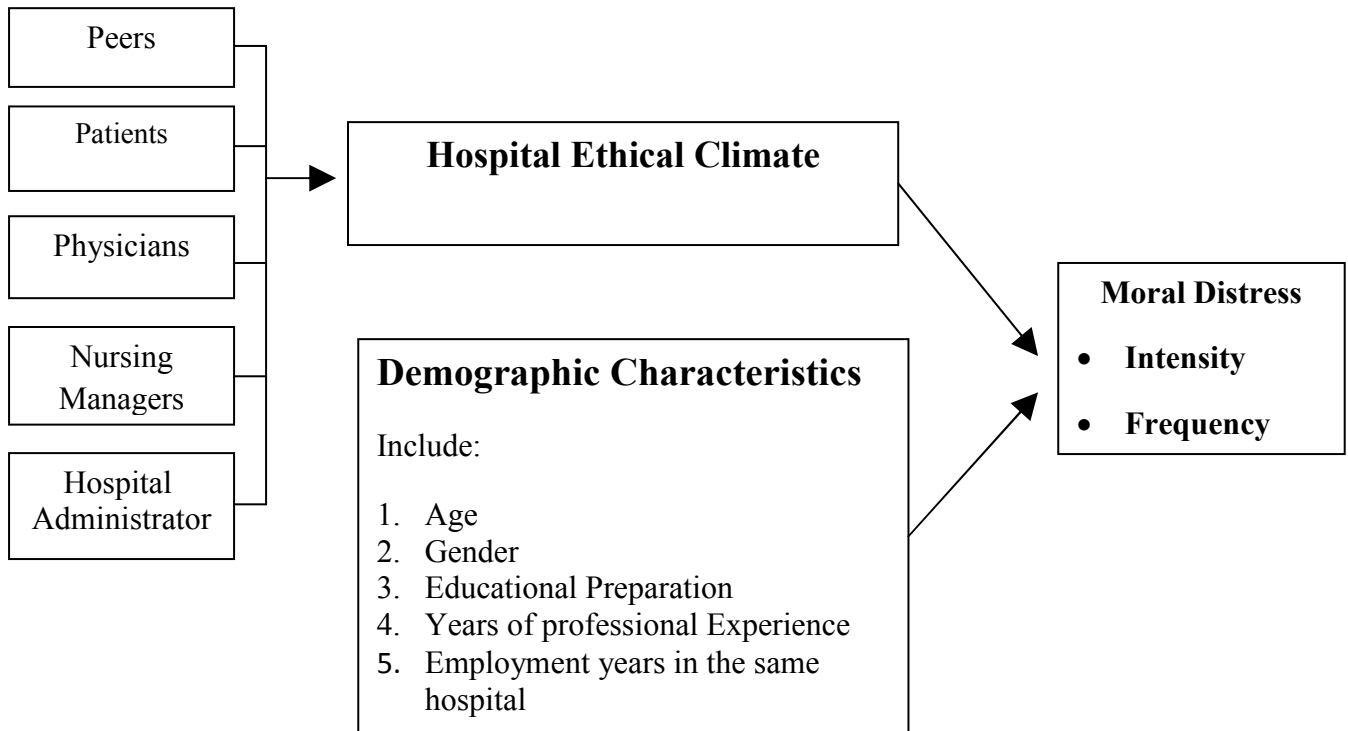 Peers
Patients
Physicians
Nursing
Managers
Hospital
Administrator
Hospital Ethical Climate
Demographic Characteristics
Include:
1. Age
2. Gender
3. Educational Preparation
4. Years of professional Experience
5. Employment years in the same
hospital
Moral Distress
• Intensity
• Frequency